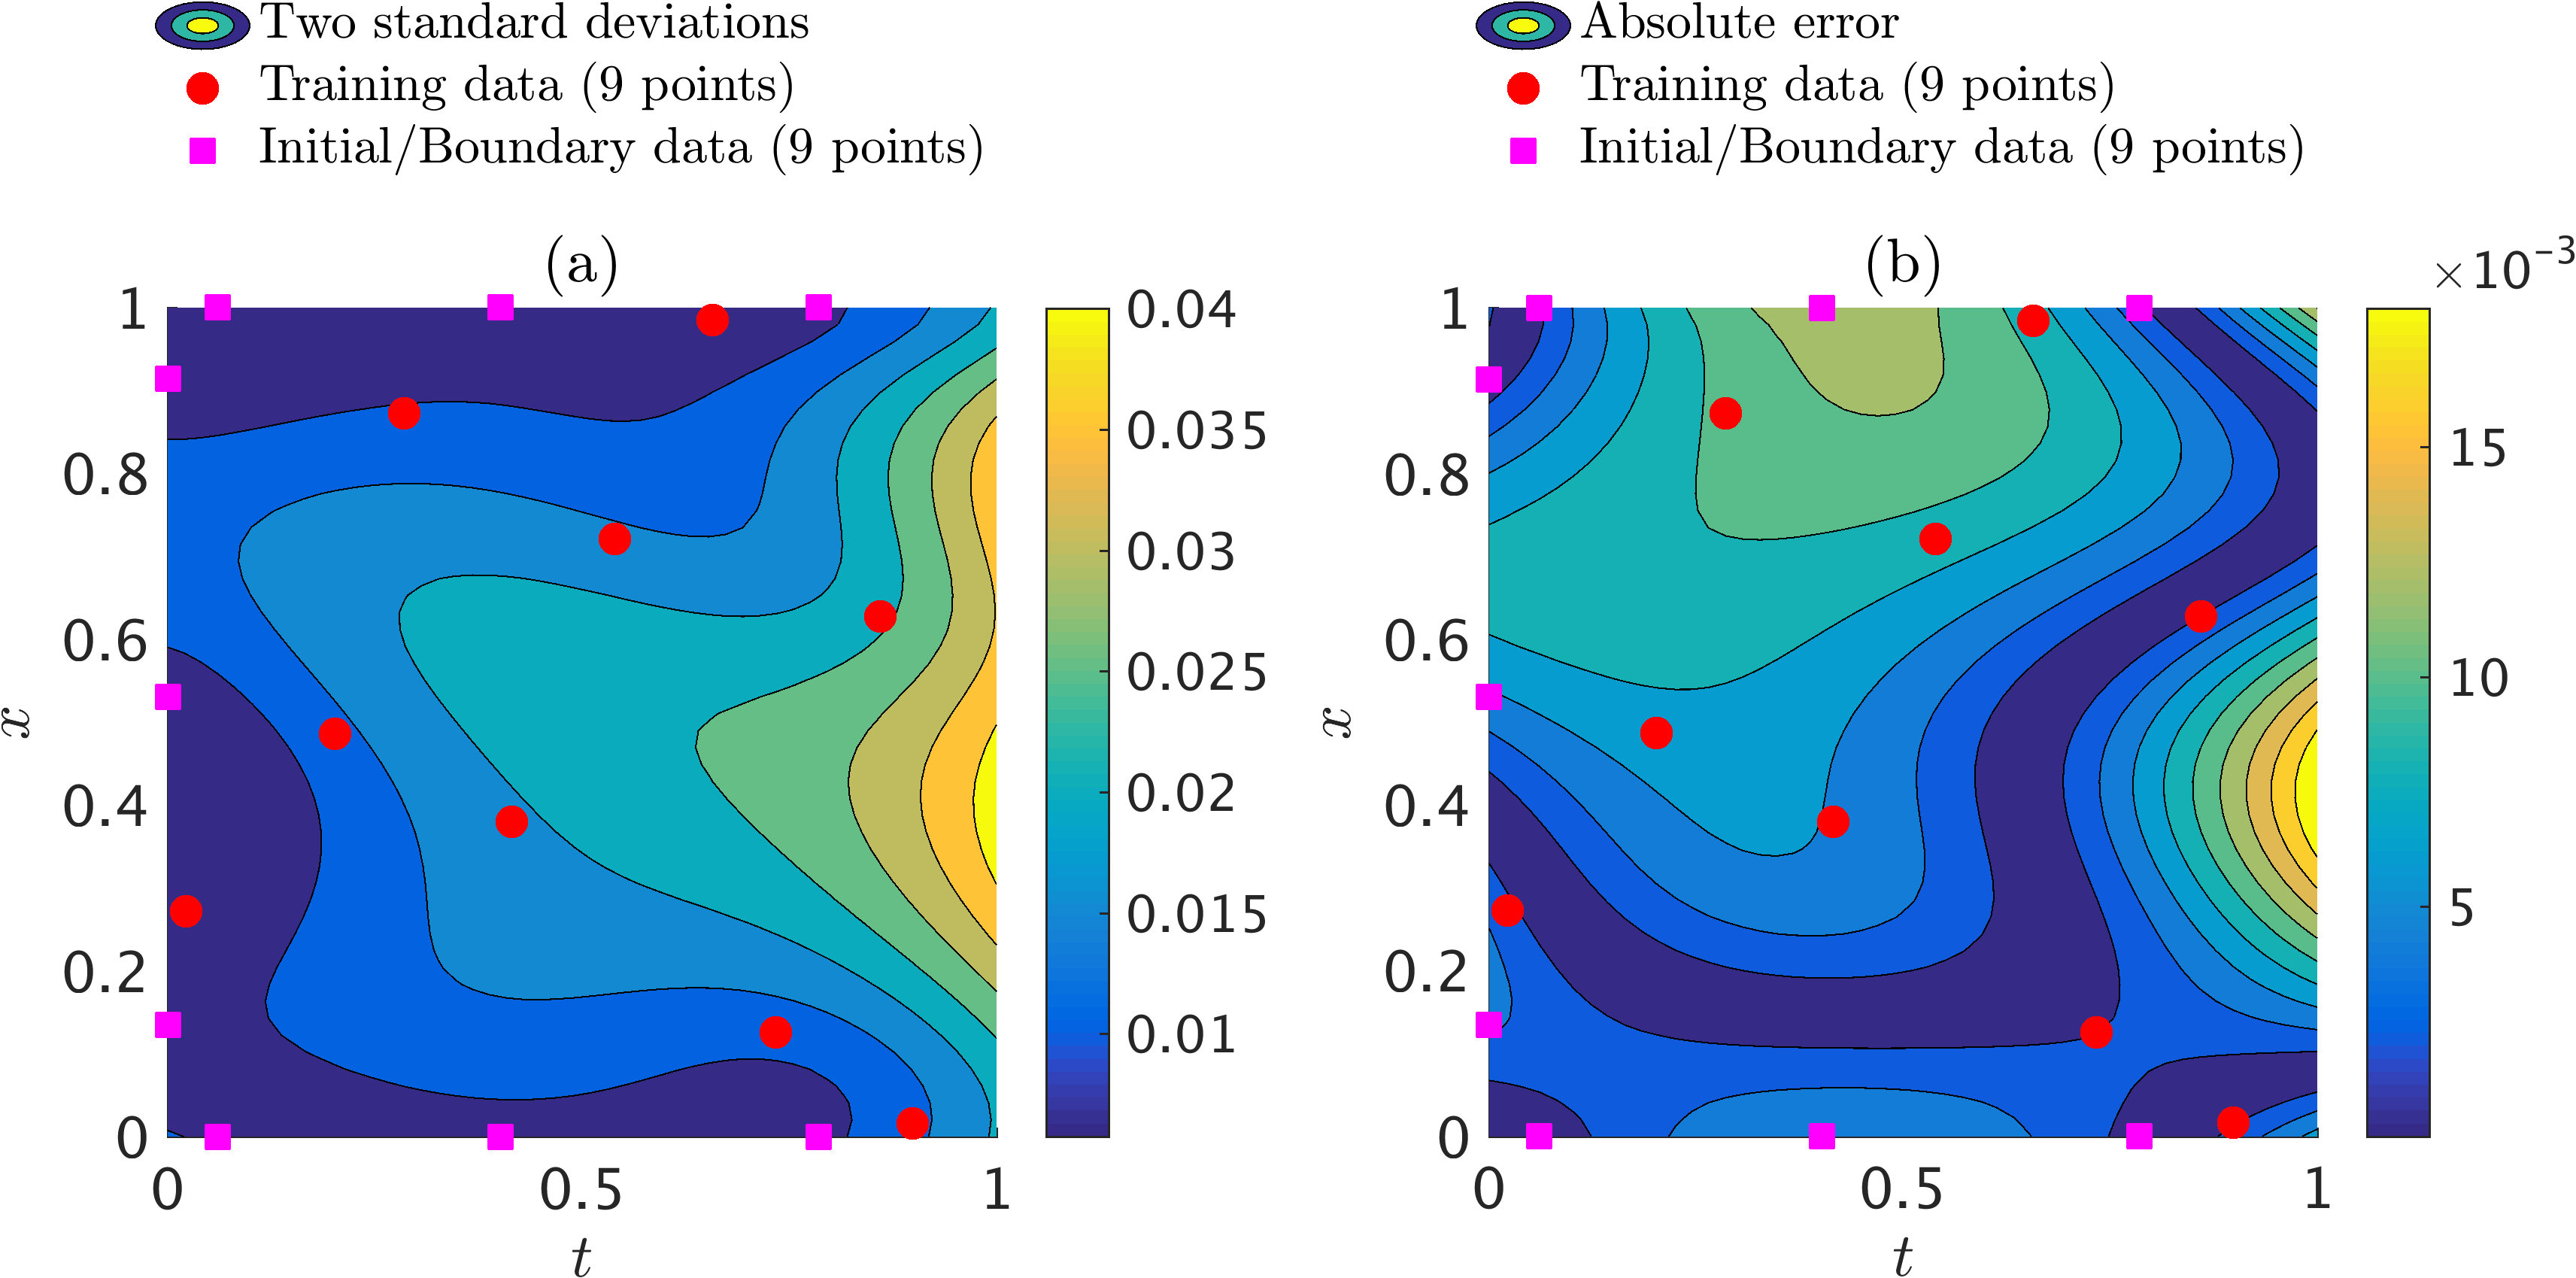 Two standard deviations
Training data (9 points)
Initial/Boundary data (9 points)
(a)
1
0.8
0.6
0.4
0.2
0
x
0
0.5
1
t
0.04
0.035
0.03
0.025
0.02
0.015
0.01
Absolute error
Training data (9 points)
Initial/Boundary data (9 points)
(b)
×10⁻³
1
0.8
0.6
0.4
0.2
0
x
0
0.5
1
t
15
10
5